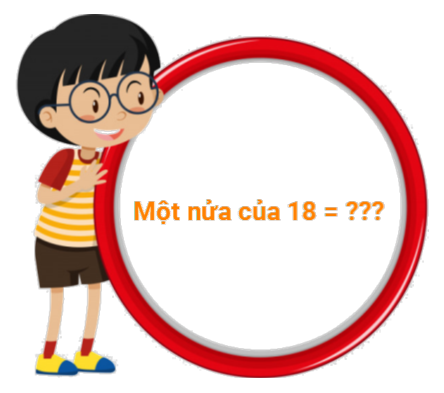 Một nửa của 18 = ???